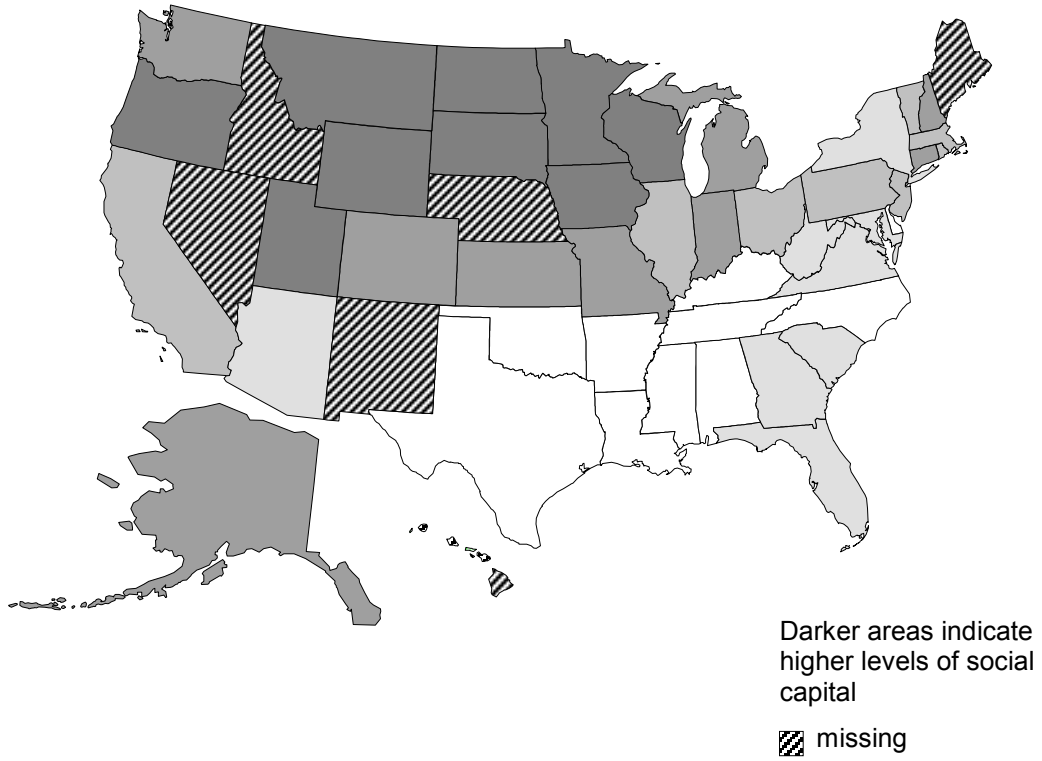 Darker areas indicate
higher levels of social
capital
missing